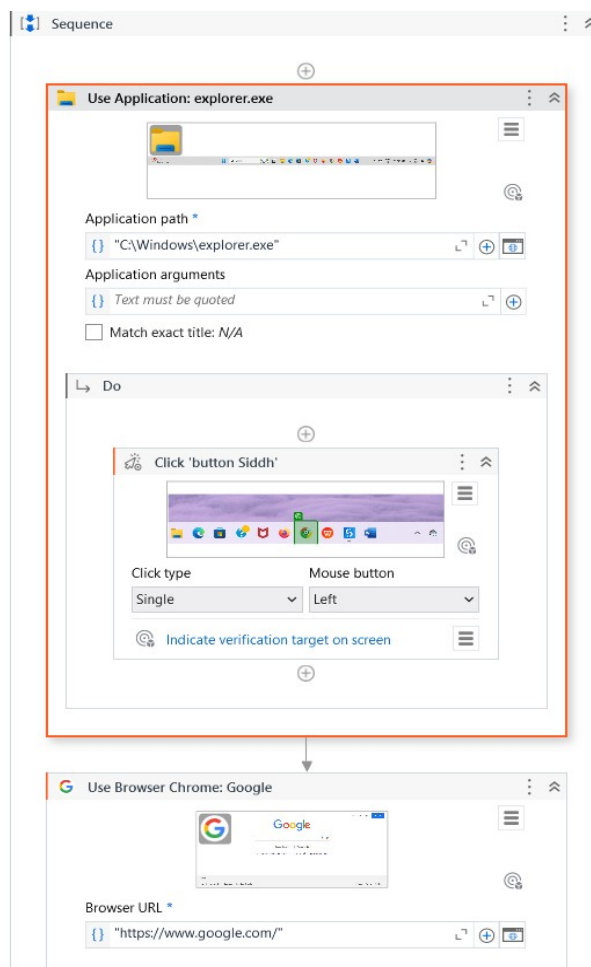 Sequence
Use Application: explorer.exe
Application path *
{} "C:\Windows\explorer.exe"
Application arguments
{} Text must be quoted
Match exact title: N/A
Do
Click 'button Siddh'
Click type Mouse button
Single Left
Indicate verification target on screen
Use Browser Chrome: Google
Google
Browser URL *
{} "https://www.google.com/"